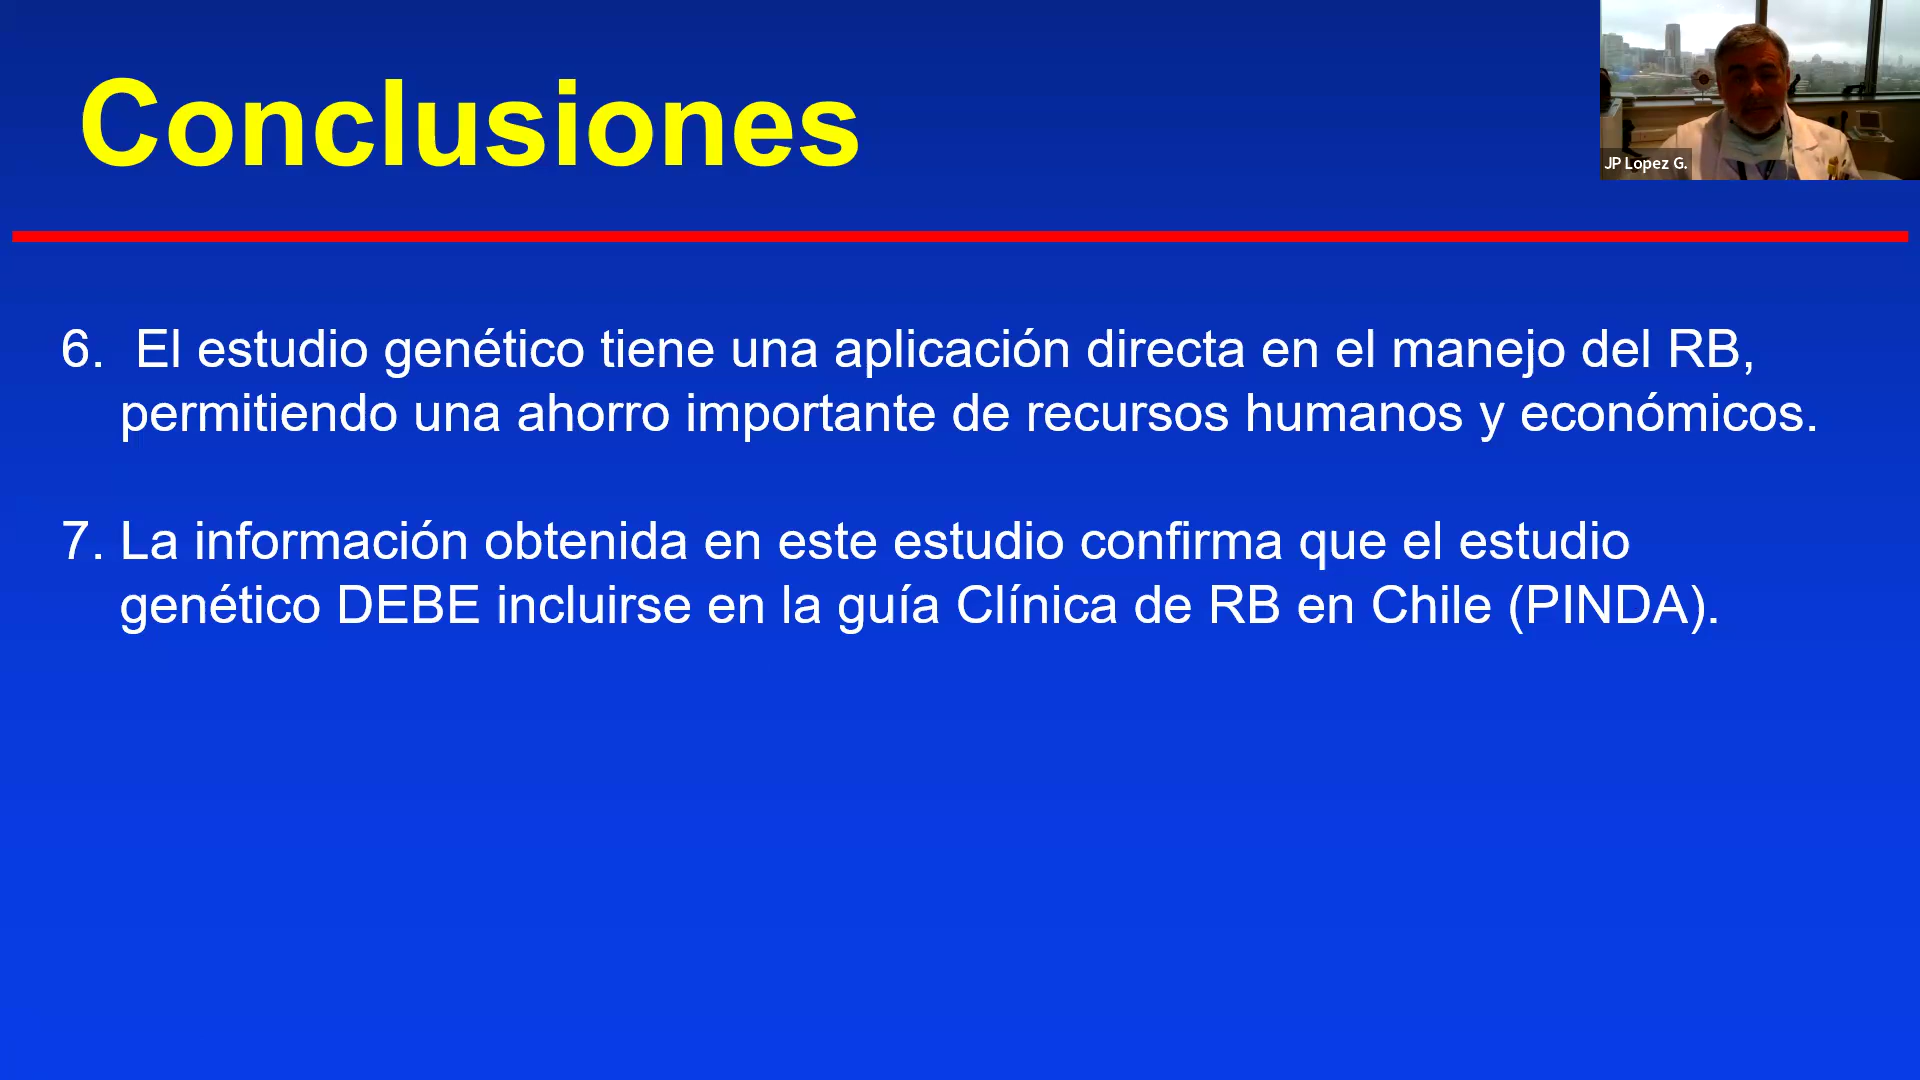 Conclusiones
JP Lopez G.
6. El estudio genético tiene una aplicación directa en el manejo del RB,
permitiendo una ahorro importante de recursos humanos y económicos.
7. La información obtenida en este estudio confirma que el estudio
genético DEBE incluirse en la guía Clínica de RB en Chile (PINDA).